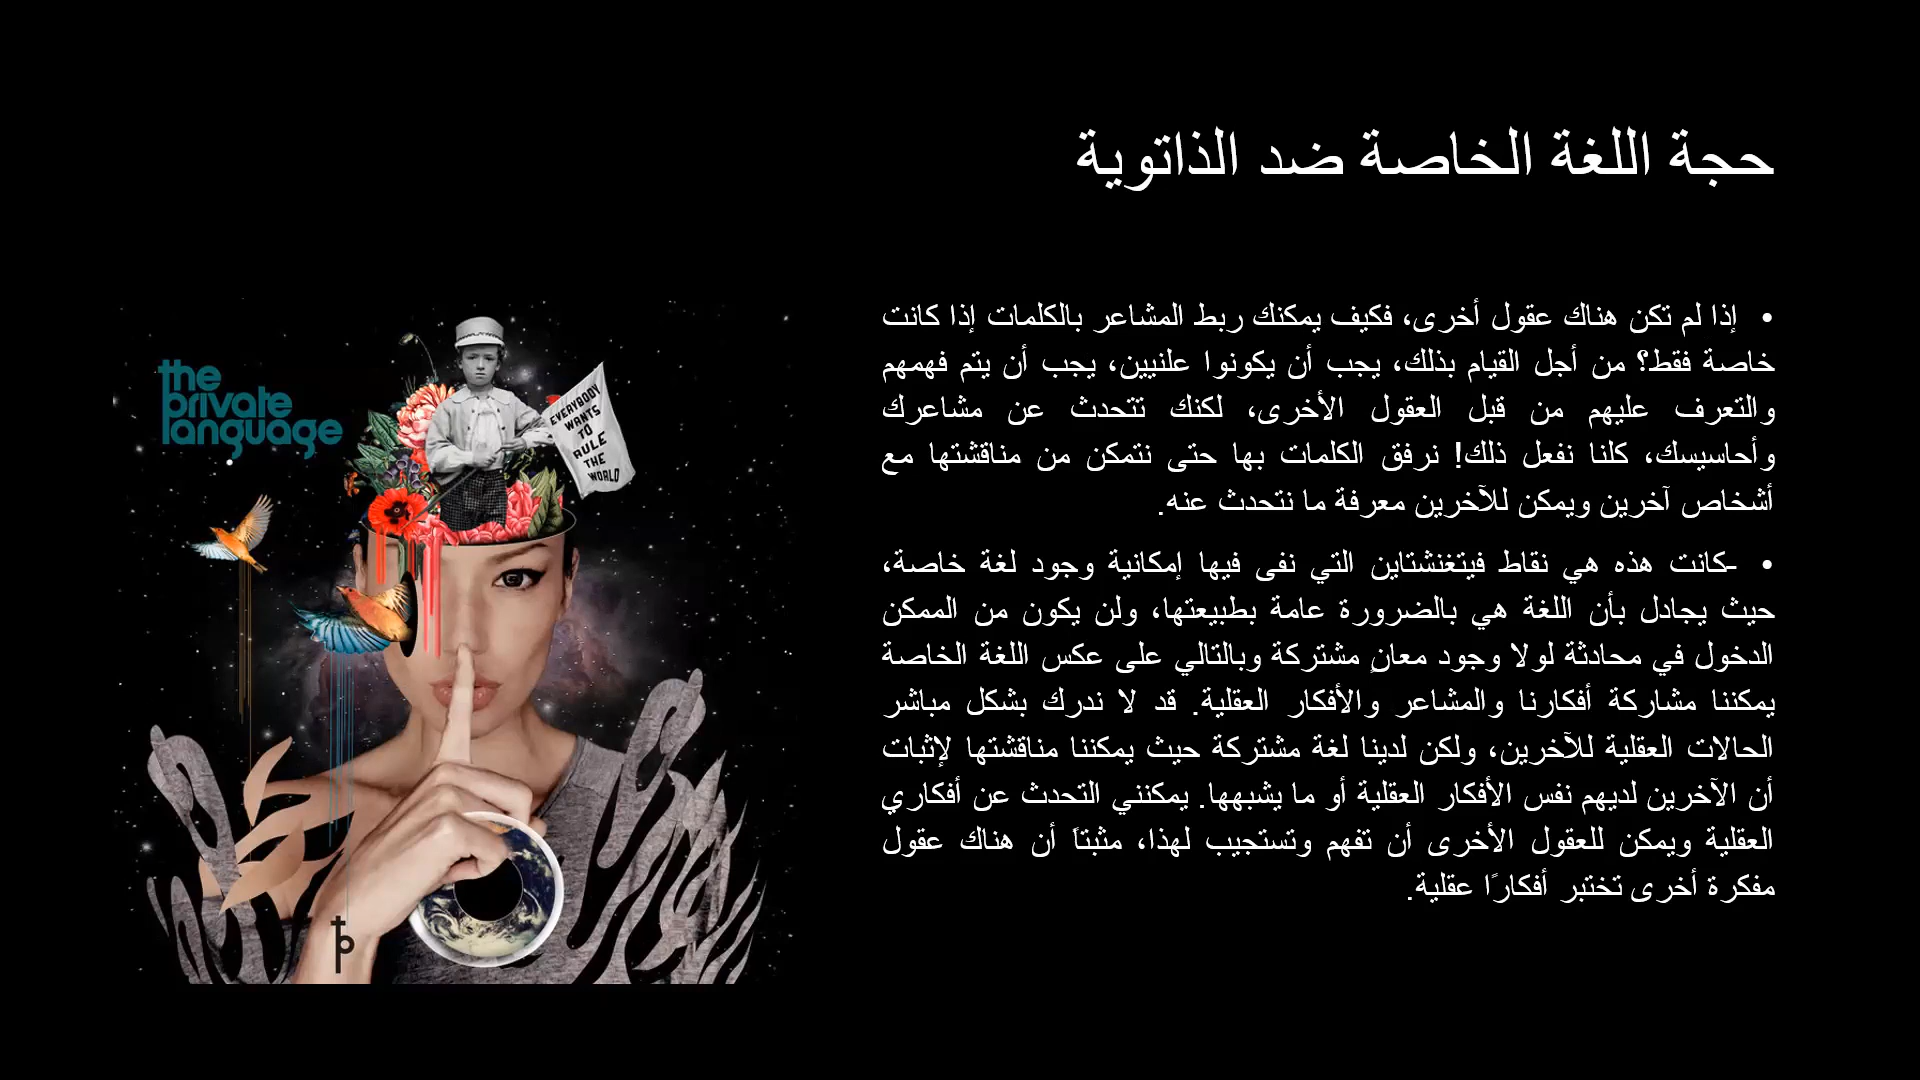 حجة اللغة الخاصة ضد الذاتوية
• إذا لم تكن هناك عقول أخرى، فكيف يمكنك ربط المشاعر بالكلمات إذا كانت
خاصة فقط؟ من أجل القيام بذلك، يجب أن يكونوا علنيين، يجب أن يتم فهمهم
والتعرف عليهم من قبل العقول الأخرى، لكنك تتحدث عن مشاعرك
وأحاسيسك، كلنا نفعل ذلك! نرفق الكلمات بها حتى نتمكن من مناقشتها مع
أشخاص آخرين ويمكن للآخرين معرفة ما نتحدث عنه.
• -كانت هذه هي نقاط فيتغنشتاين التي نفى فيها إمكانية وجود لغة خاصة،
حيث يجادل بأن اللغة هي بالضرورة عامة بطبيعتها، ولن يكون من الممكن
الدخول في محادثة لولا وجود معانٍ مشتركة وبالتالي على عكس اللغة الخاصة
يمكننا مشاركة أفكارنا والمشاعر والأفكار العقلية. قد لا ندرك بشكل مباشر
الحالات العقلية للآخرين، ولكن لدينا لغة مشتركة حيث يمكننا مناقشتها لإثبات
أن الآخرين لديهم نفس الأفكار العقلية أو ما يشبهها. يمكنني التحدث عن أفكاري
العقلية ويمكن للعقول الأخرى أن تفهم وتستجيب لهذا، مثبتاً أن هناك عقول
مفكرة أخرى تختبر أفكارًا عقلية.
the
private
language
EVERYBODY
WANTS
TO
RULE
THE
WORLD
tp